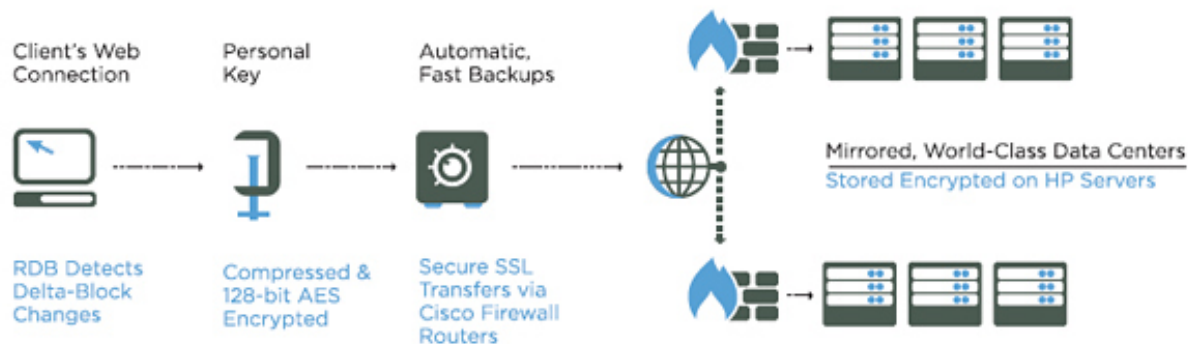 Client's Web
Connection
Personal
Key
Automatic,
Fast Backups
Mirrored, World-Class Data Centers
Stored Encrypted on HP Servers
RDB Detects
Delta-Block
Changes
Compressed &
128-bit AES
Encrypted
Secure SSL
Transfers via
Cisco Firewall
Routers